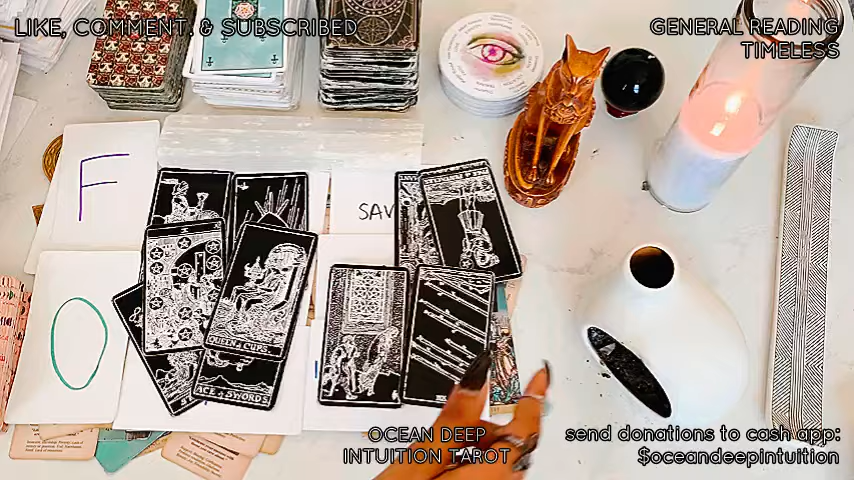 LIKE, COMMENT. & SUBSCRIBED
GENERAL READING
TIMELESS
F
SAV
QUEEN of CUPS.
ACE of SWORDS
O
OCEAN DEEP
INTUITION TAROT
send donations to cash app:
$oceandeepintuition